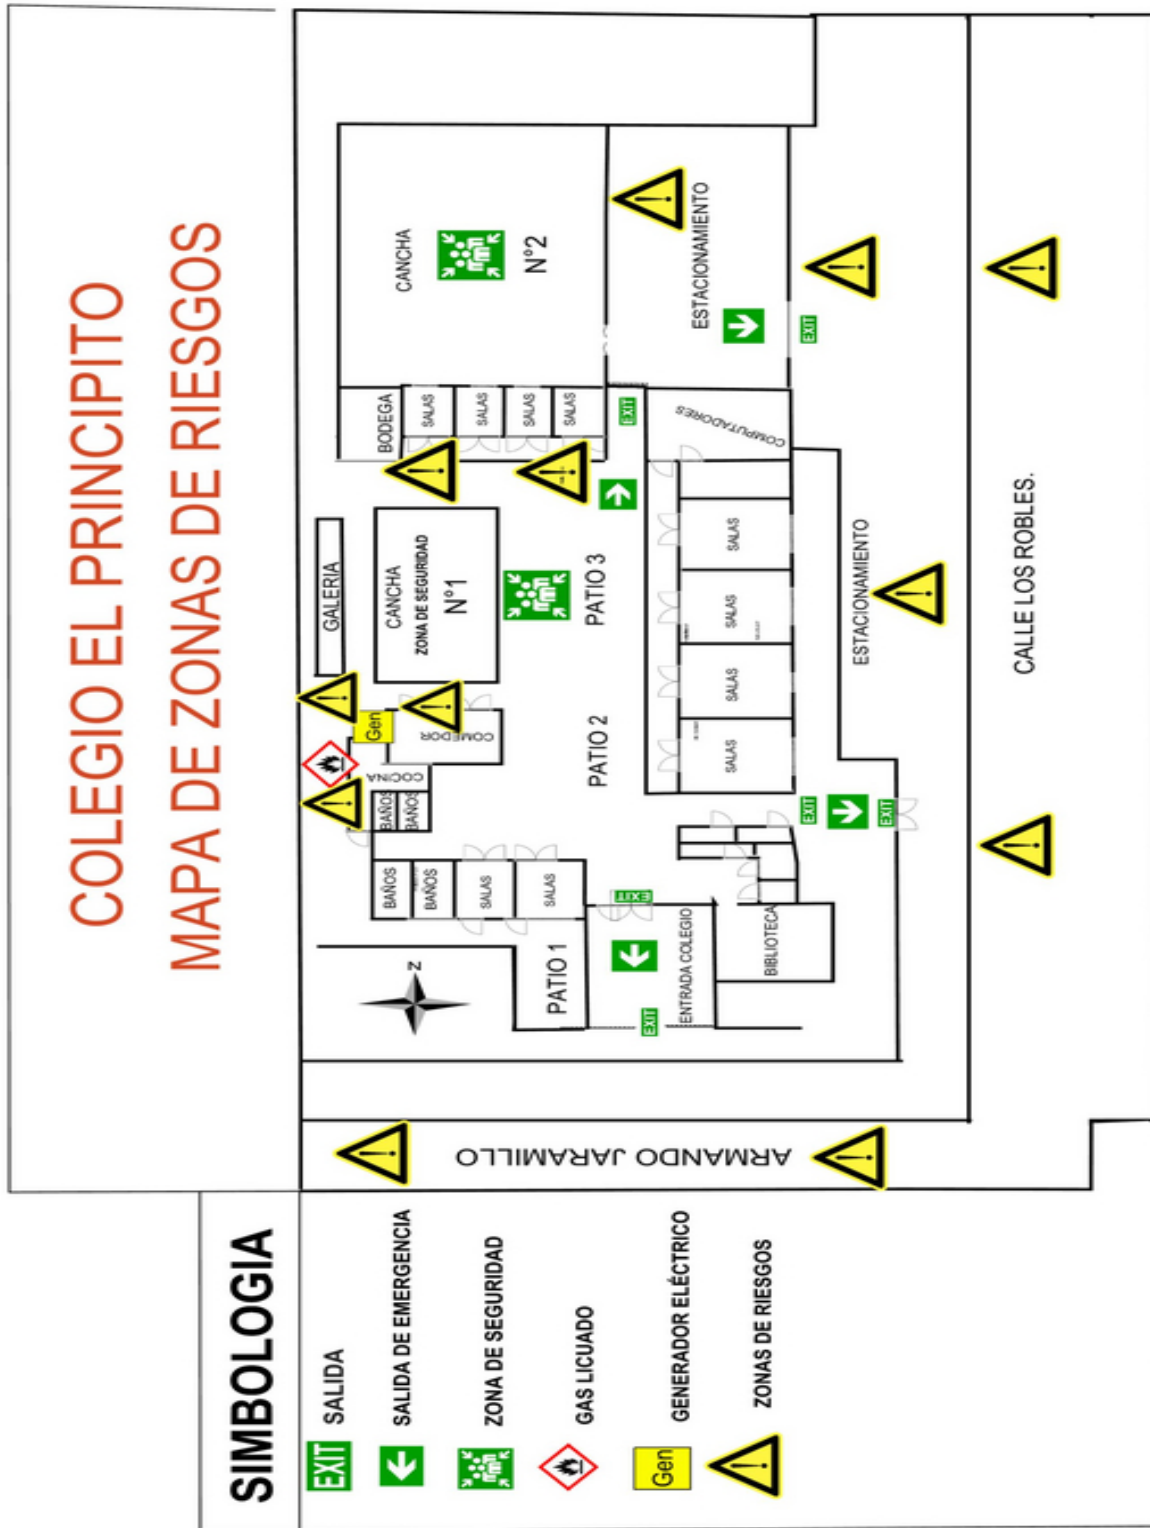 COLEGIO EL PRINCIPITO
MAPA DE ZONAS DE RIESGOS
GALERIA
BODEGA
CANCHA
N°2
SALAS
SALAS
SALAS
SALAS
CANCHA
ZONA DE SEGURIDAD
N°1
Gen
COMEDOR
COCINA
BAÑOS
BAÑOS
BAÑOS
BAÑOS
SALAS
SALAS
N
PATIO 1
PATIO 2
PATIO 3
EXIT
EXIT
EXIT
ENTRADA COLEGIO
BIBLIOTECA
SALAS
SALAS
SALAS
SALAS
COMPUTADORES
ESTACIONAMIENTO
EXIT
EXIT
EXIT
ESTACIONAMIENTO
CALLE LOS ROBLES.
ARMANDO JARAMILLO
SIMBOLOGIA
EXIT SALIDA
SALIDA DE EMERGENCIA
ZONA DE SEGURIDAD
GAS LICUADO
Gen GENERADOR ELÉCTRICO
ZONAS DE RIESGOS